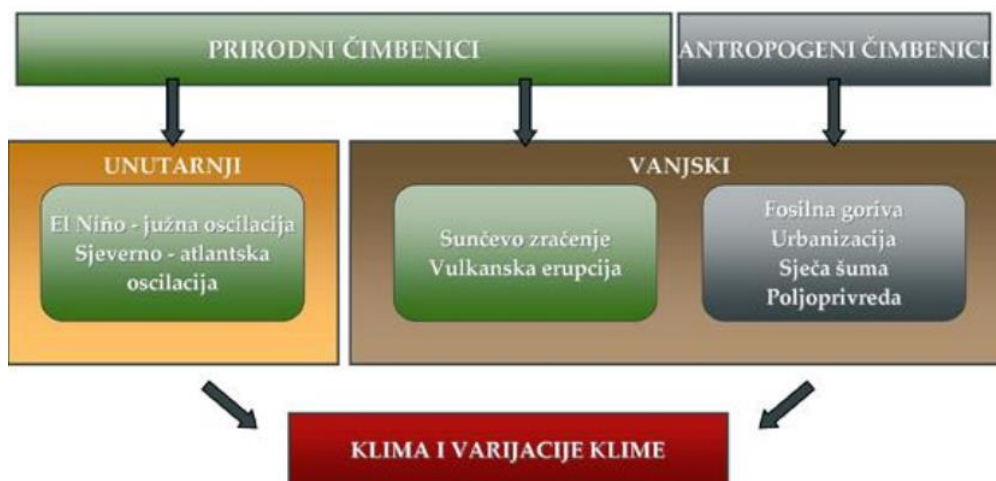 PRIRODNI ČIMBENICI
ANTROPOGENI ČIMBENICI
UNUTARNJI
El Niño - južna oscilacija
Sjeverno - atlantska
oscilacija
VANJSKI
Sunčevo zračenje
Vulkanska erupcija
Fosilna goriva
Urbanizacija
Sječa šuma
Poljoprivreda
KLIMA I VARIJACIJE KLIME